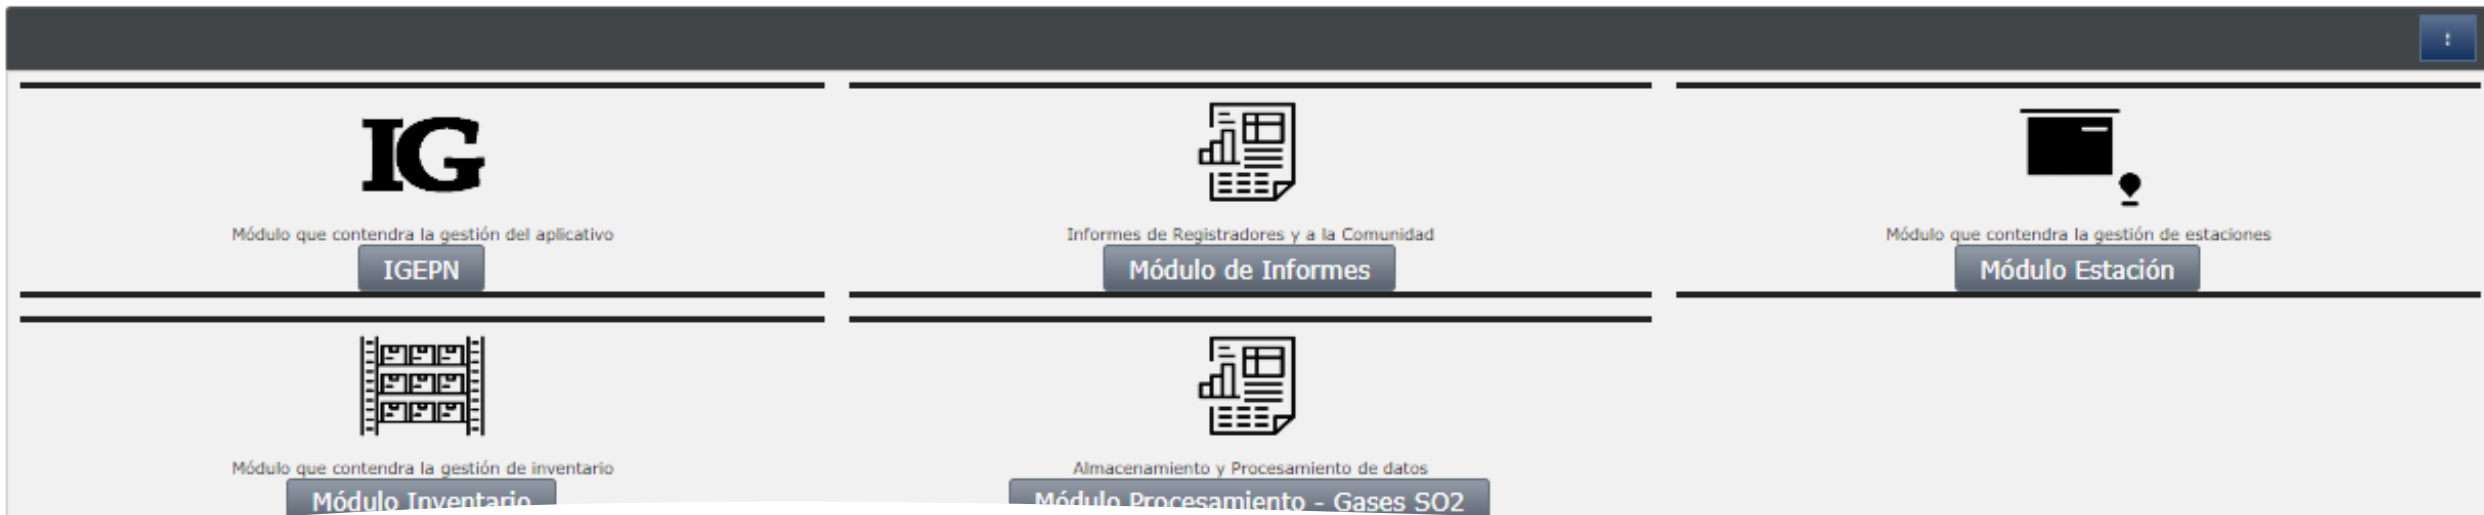 IG
Módulo que contendra la gestión del aplicativo
IGEPN
Informes de Registradores y a la Comunidad
Módulo de Informes
Módulo que contendra la gestión de estaciones
Módulo Estación
Módulo que contendra la gestión de inventario
Módulo Inventario
Almacenamiento y Procesamiento de datos
Módulo Procesamiento - Gases SO2